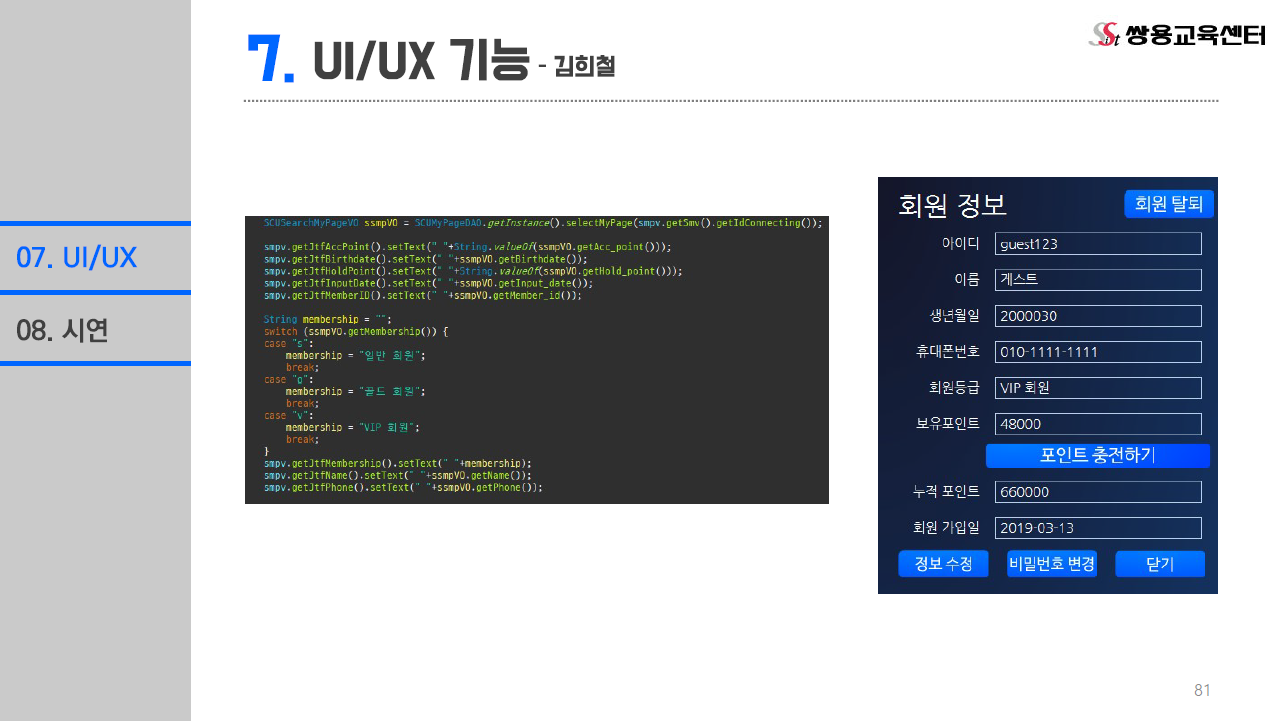 7. UI/UX 기능 - 김희철
Sist 쌍용교육센터
07. UI/UX
08. 시연
SCUSearchMyPageVO ssmpVO = SCUMyPageDAO.getInstance().selectMyPage(smpv.getSmv().getIdConnecting());
smpv.getJtfAccPoint().setText(" "+String.valueOf(ssmpVO.getAcc_point()));
smpv.getJtfBirthdate().setText(" "+ssmpVO.getBirthdate());
smpv.getJtfHoldPoint().setText(" "+String.valueOf(ssmpVO.getHold_point()));
smpv.getJtfInputDate().setText(" "+ssmpVO.getInput_date());
smpv.getJtfMemberID().setText(" "+ssmpVO.getMember_id());
String membership = "";
switch (ssmpVO.getMembership()) {
case "s":
membership = "일반 회원";
break;
case "g":
membership = "골드 회원";
break;
case "v":
membership = "VIP 회원";
break;
}
smpv.getJtfMembership().setText(" "+membership);
smpv.getJtfName().setText(" "+ssmpVO.getName());
smpv.getJtfPhone().setText(" "+ssmpVO.getPhone());
회원 정보 회원 탈퇴
아이디 guest123
이름 게스트
생년월일 2000030
휴대폰번호 010-1111-1111
회원등급 VIP 회원
보유포인트 48000
포인트 충전하기
누적 포인트 660000
회원 가입일 2019-03-13
정보 수정 비밀번호 변경 닫기
81